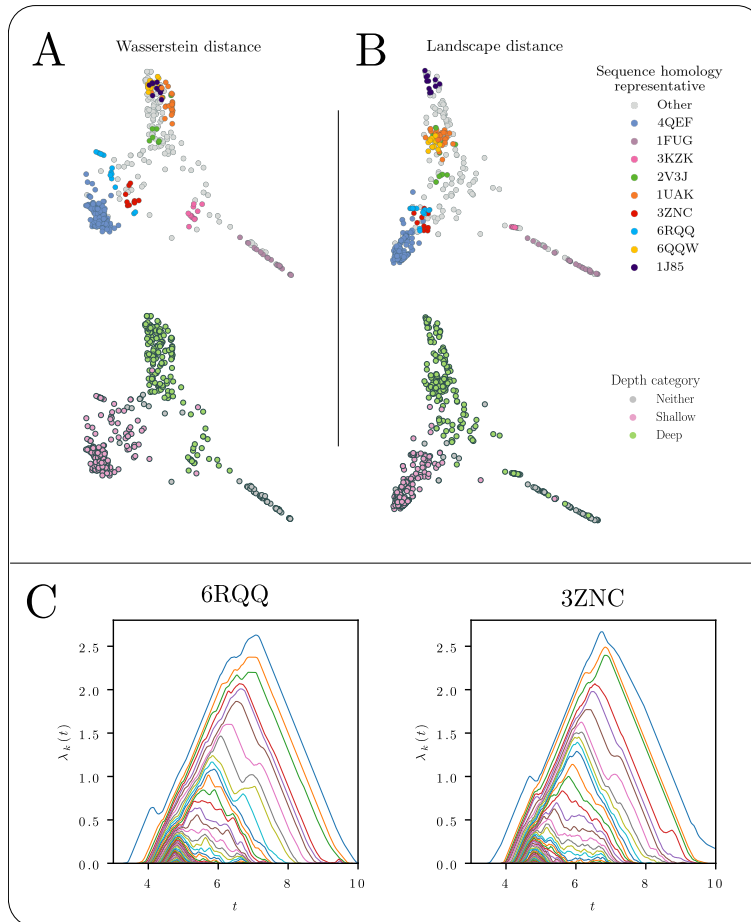 A
Wasserstein distance
B
Landscape distance
Sequence homology
representative
Other
4QEF
1FUG
3KZK
2V3J
1UAK
3ZNC
6RQQ
6QQW
1J85
Depth category
Neither
Shallow
Deep
C
6RQQ
3ZNC
2.5
2.0
1.5
1.0
0.5
0.0
λk(t)
4 6 8 10
t
2.5
2.0
1.5
1.0
0.5
0.0
λk(t)
4 6 8 10
t